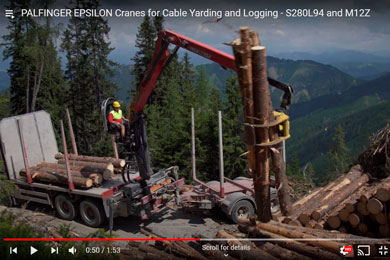 PALFINGER EPSILON Cranes for Cable Yarding and Logging - S280L94 and M12Z
0:50 / 1:53
Scroll for details